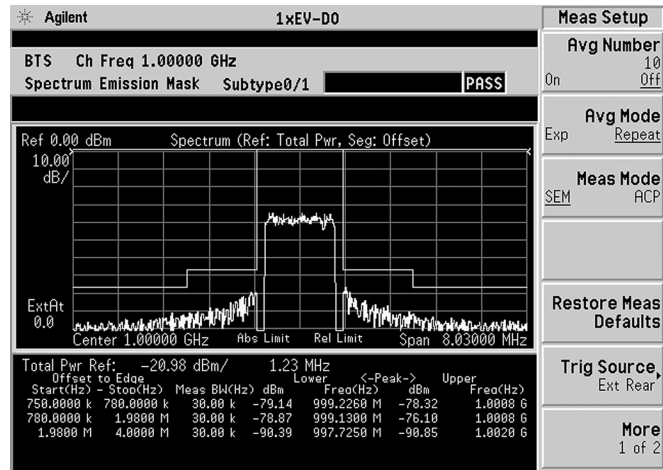 Agilent 1xEV-DO Meas Setup
BTS Ch Freq 1.00000 GHz
Spectrum Emission Mask Subtype0/1 PASS
Ref 0.00 dBm Spectrum (Ref: Total Pwr, Seg: Offset)
10.00
dB/
ExtAt
0.0
Center 1.00000 GHz Abs Limit Rel Limit Span 8.03000 MHz
Total Pwr Ref: -20.98 dBm/ 1.23 MHz
Offset to Edge Lower <-Peak-> Upper
Start(Hz) - Stop(Hz) Meas BW(Hz) dBm Freq(Hz) dBm Freq(Hz)
750.0000 k 780.0000 k 30.00 k -79.14 999.2260 M -78.32 1.0008 G
780.0000 k 1.9800 M 30.00 k -78.87 999.1300 M -76.10 1.0008 G
1.9800 M 4.0000 M 30.00 k -90.39 997.7250 M -90.85 1.0020 G
Avg Number
10
On Off
Avg Mode
Exp Repeat
Meas Mode
SEM ACP
Restore Meas
Defaults
Trig Source
Ext Rear
More
1 of 2